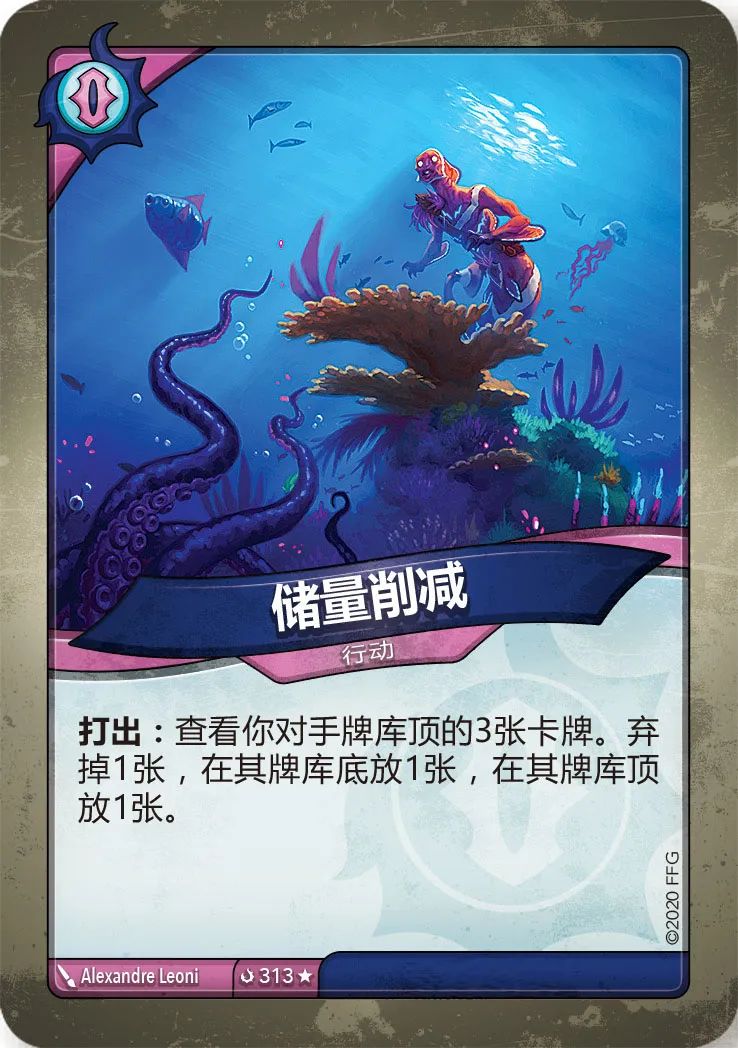 储量削减
行动
打出：查看你对手牌库顶的3张卡牌。弃
掉1张，在其牌库底放1张，在其牌库顶
放1张。
©2020 FFG
Alexandre Leoni
313★